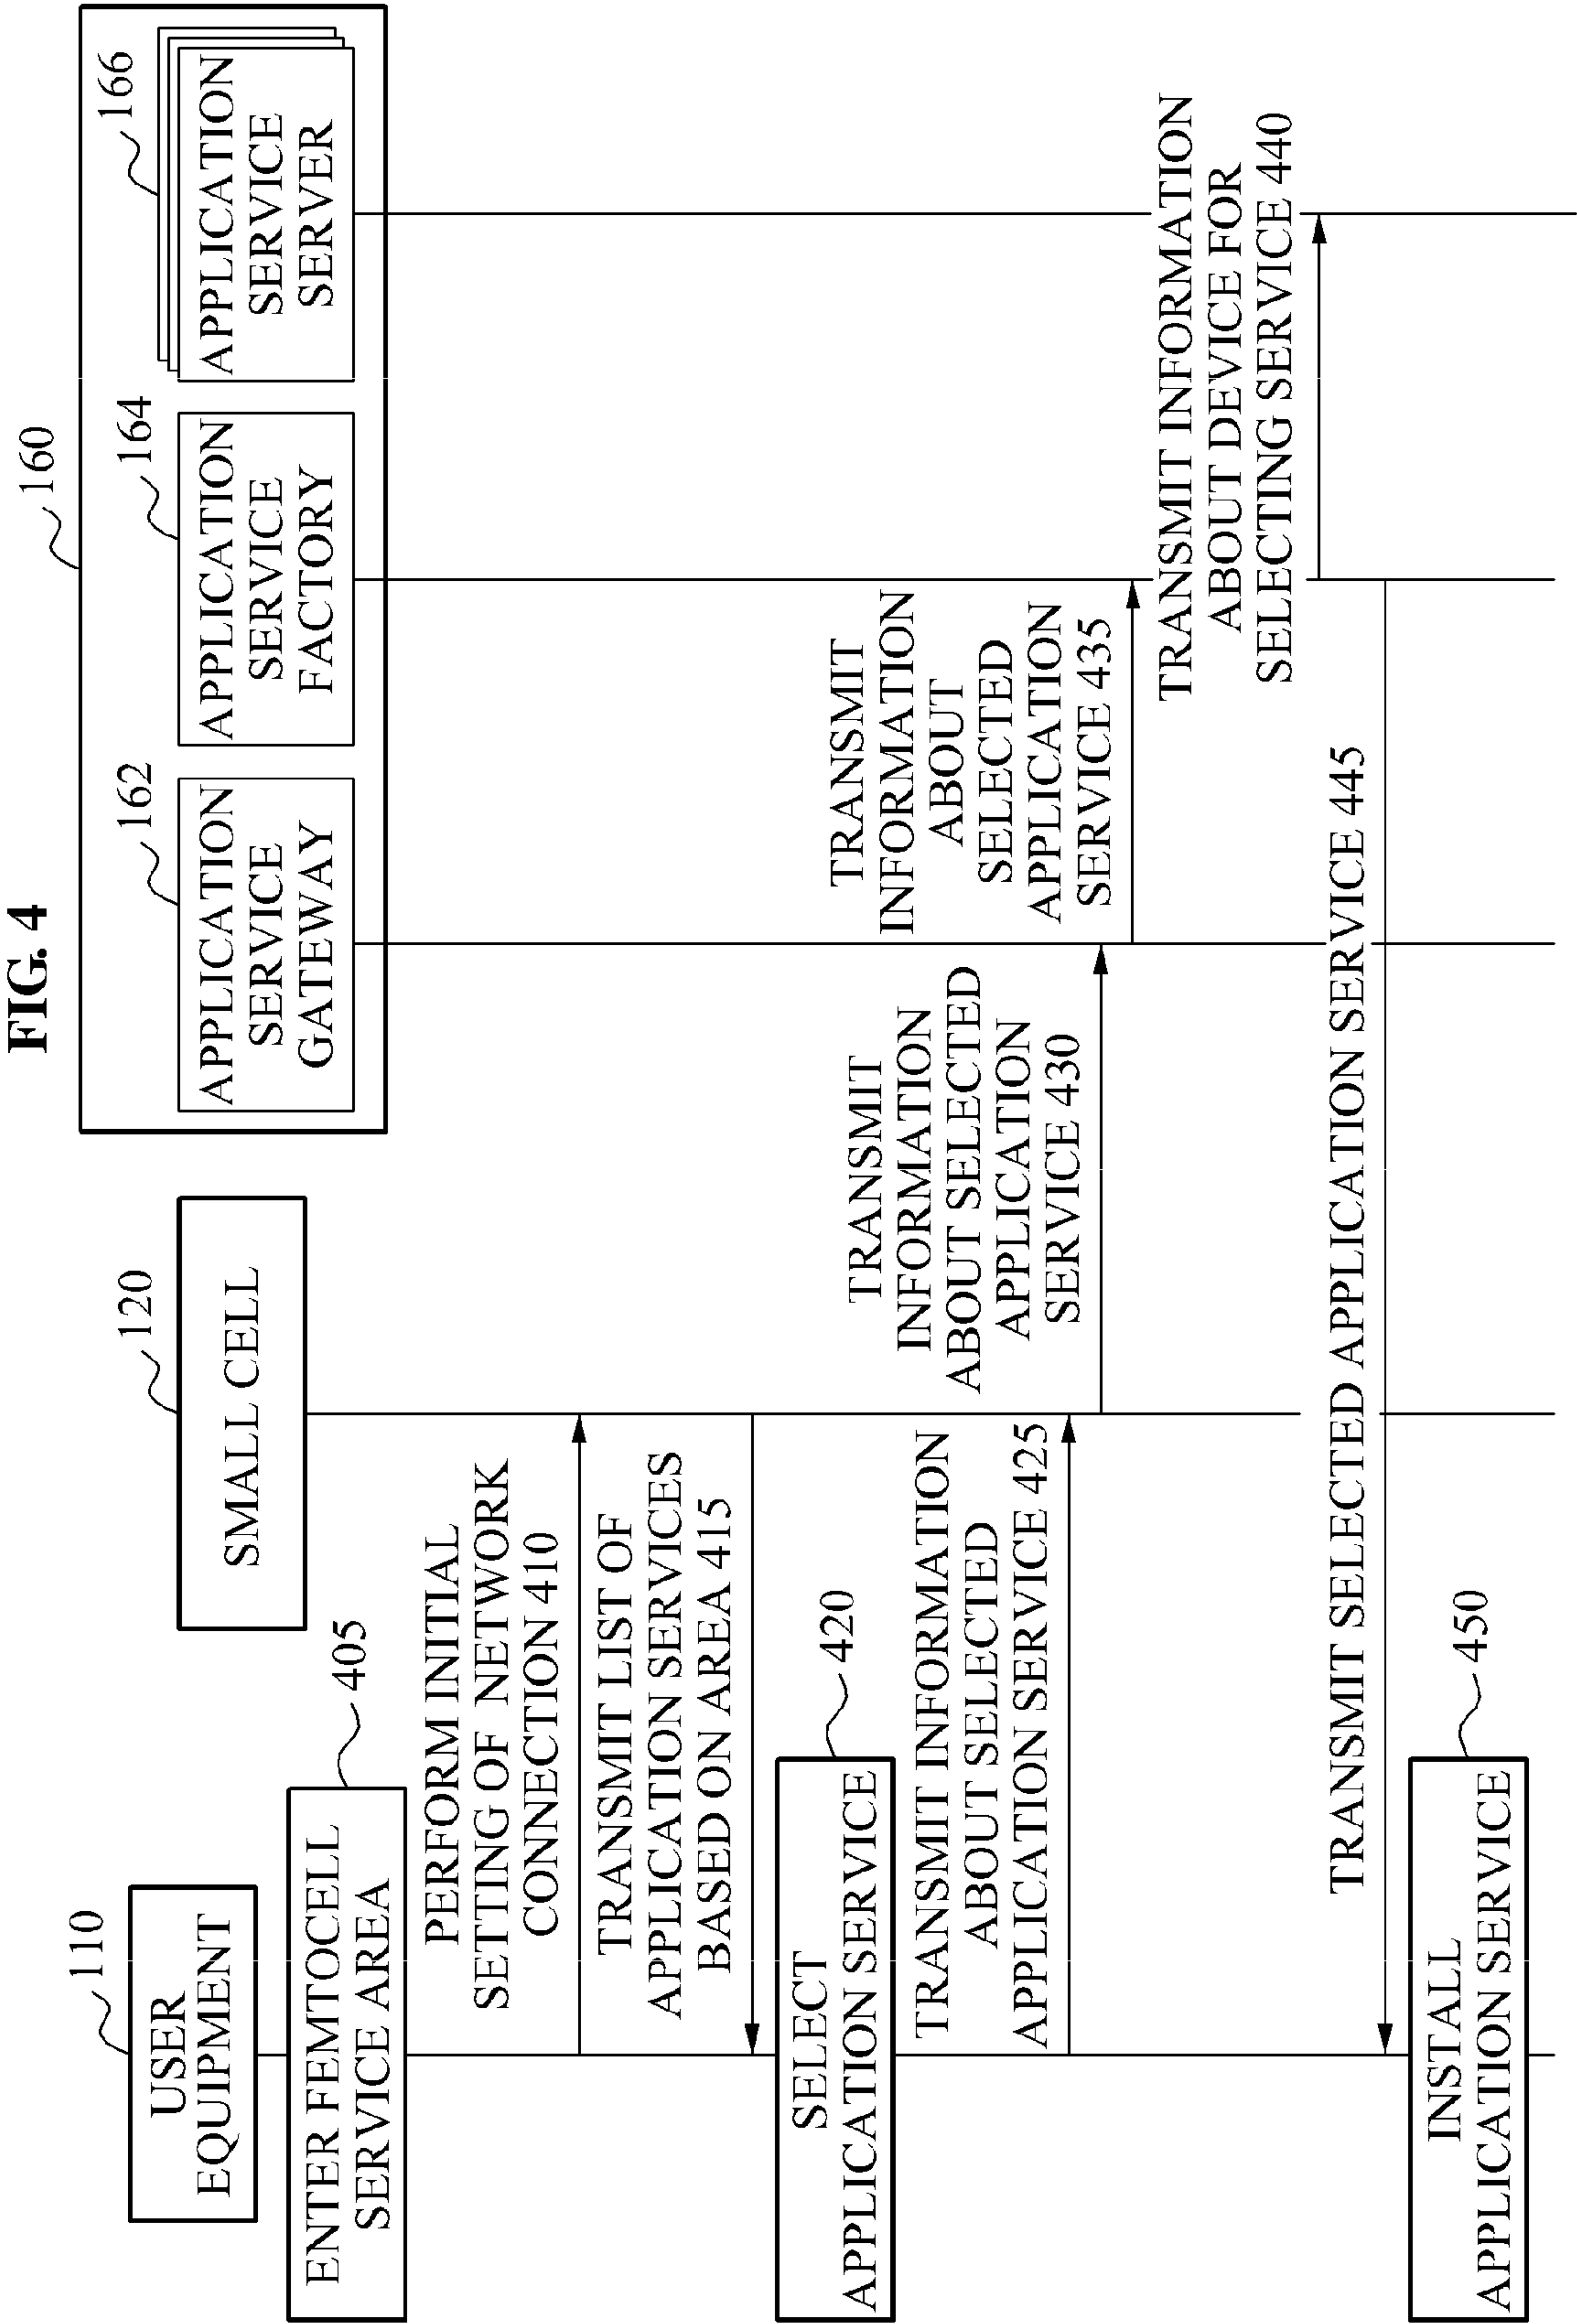 FIG. 4
160
110
USER
EQUIPMENT
120
SMALL CELL
162
APPLICATION
SERVICE
GATEWAY
164
APPLICATION
SERVICE
FACTORY
166
APPLICATION
SERVICE
SERVER
ENTER FEMTOCELL
SERVICE AREA
405
PERFORM INITIAL
SETTING OF NETWORK
CONNECTION 410
TRANSMIT LIST OF
APPLICATION SERVICES
BASED ON AREA 415
SELECT
APPLICATION SERVICE
420
TRANSMIT INFORMATION
ABOUT SELECTED
APPLICATION SERVICE 425
TRANSMIT
INFORMATION
ABOUT SELECTED
APPLICATION
SERVICE 430
TRANSMIT
INFORMATION
ABOUT
SELECTED
APPLICATION
SERVICE 435
TRANSMIT INFORMATION
ABOUT DEVICE FOR
SELECTING SERVICE 440
TRANSMIT SELECTED APPLICATION SERVICE 445
INSTALL
APPLICATION SERVICE
450